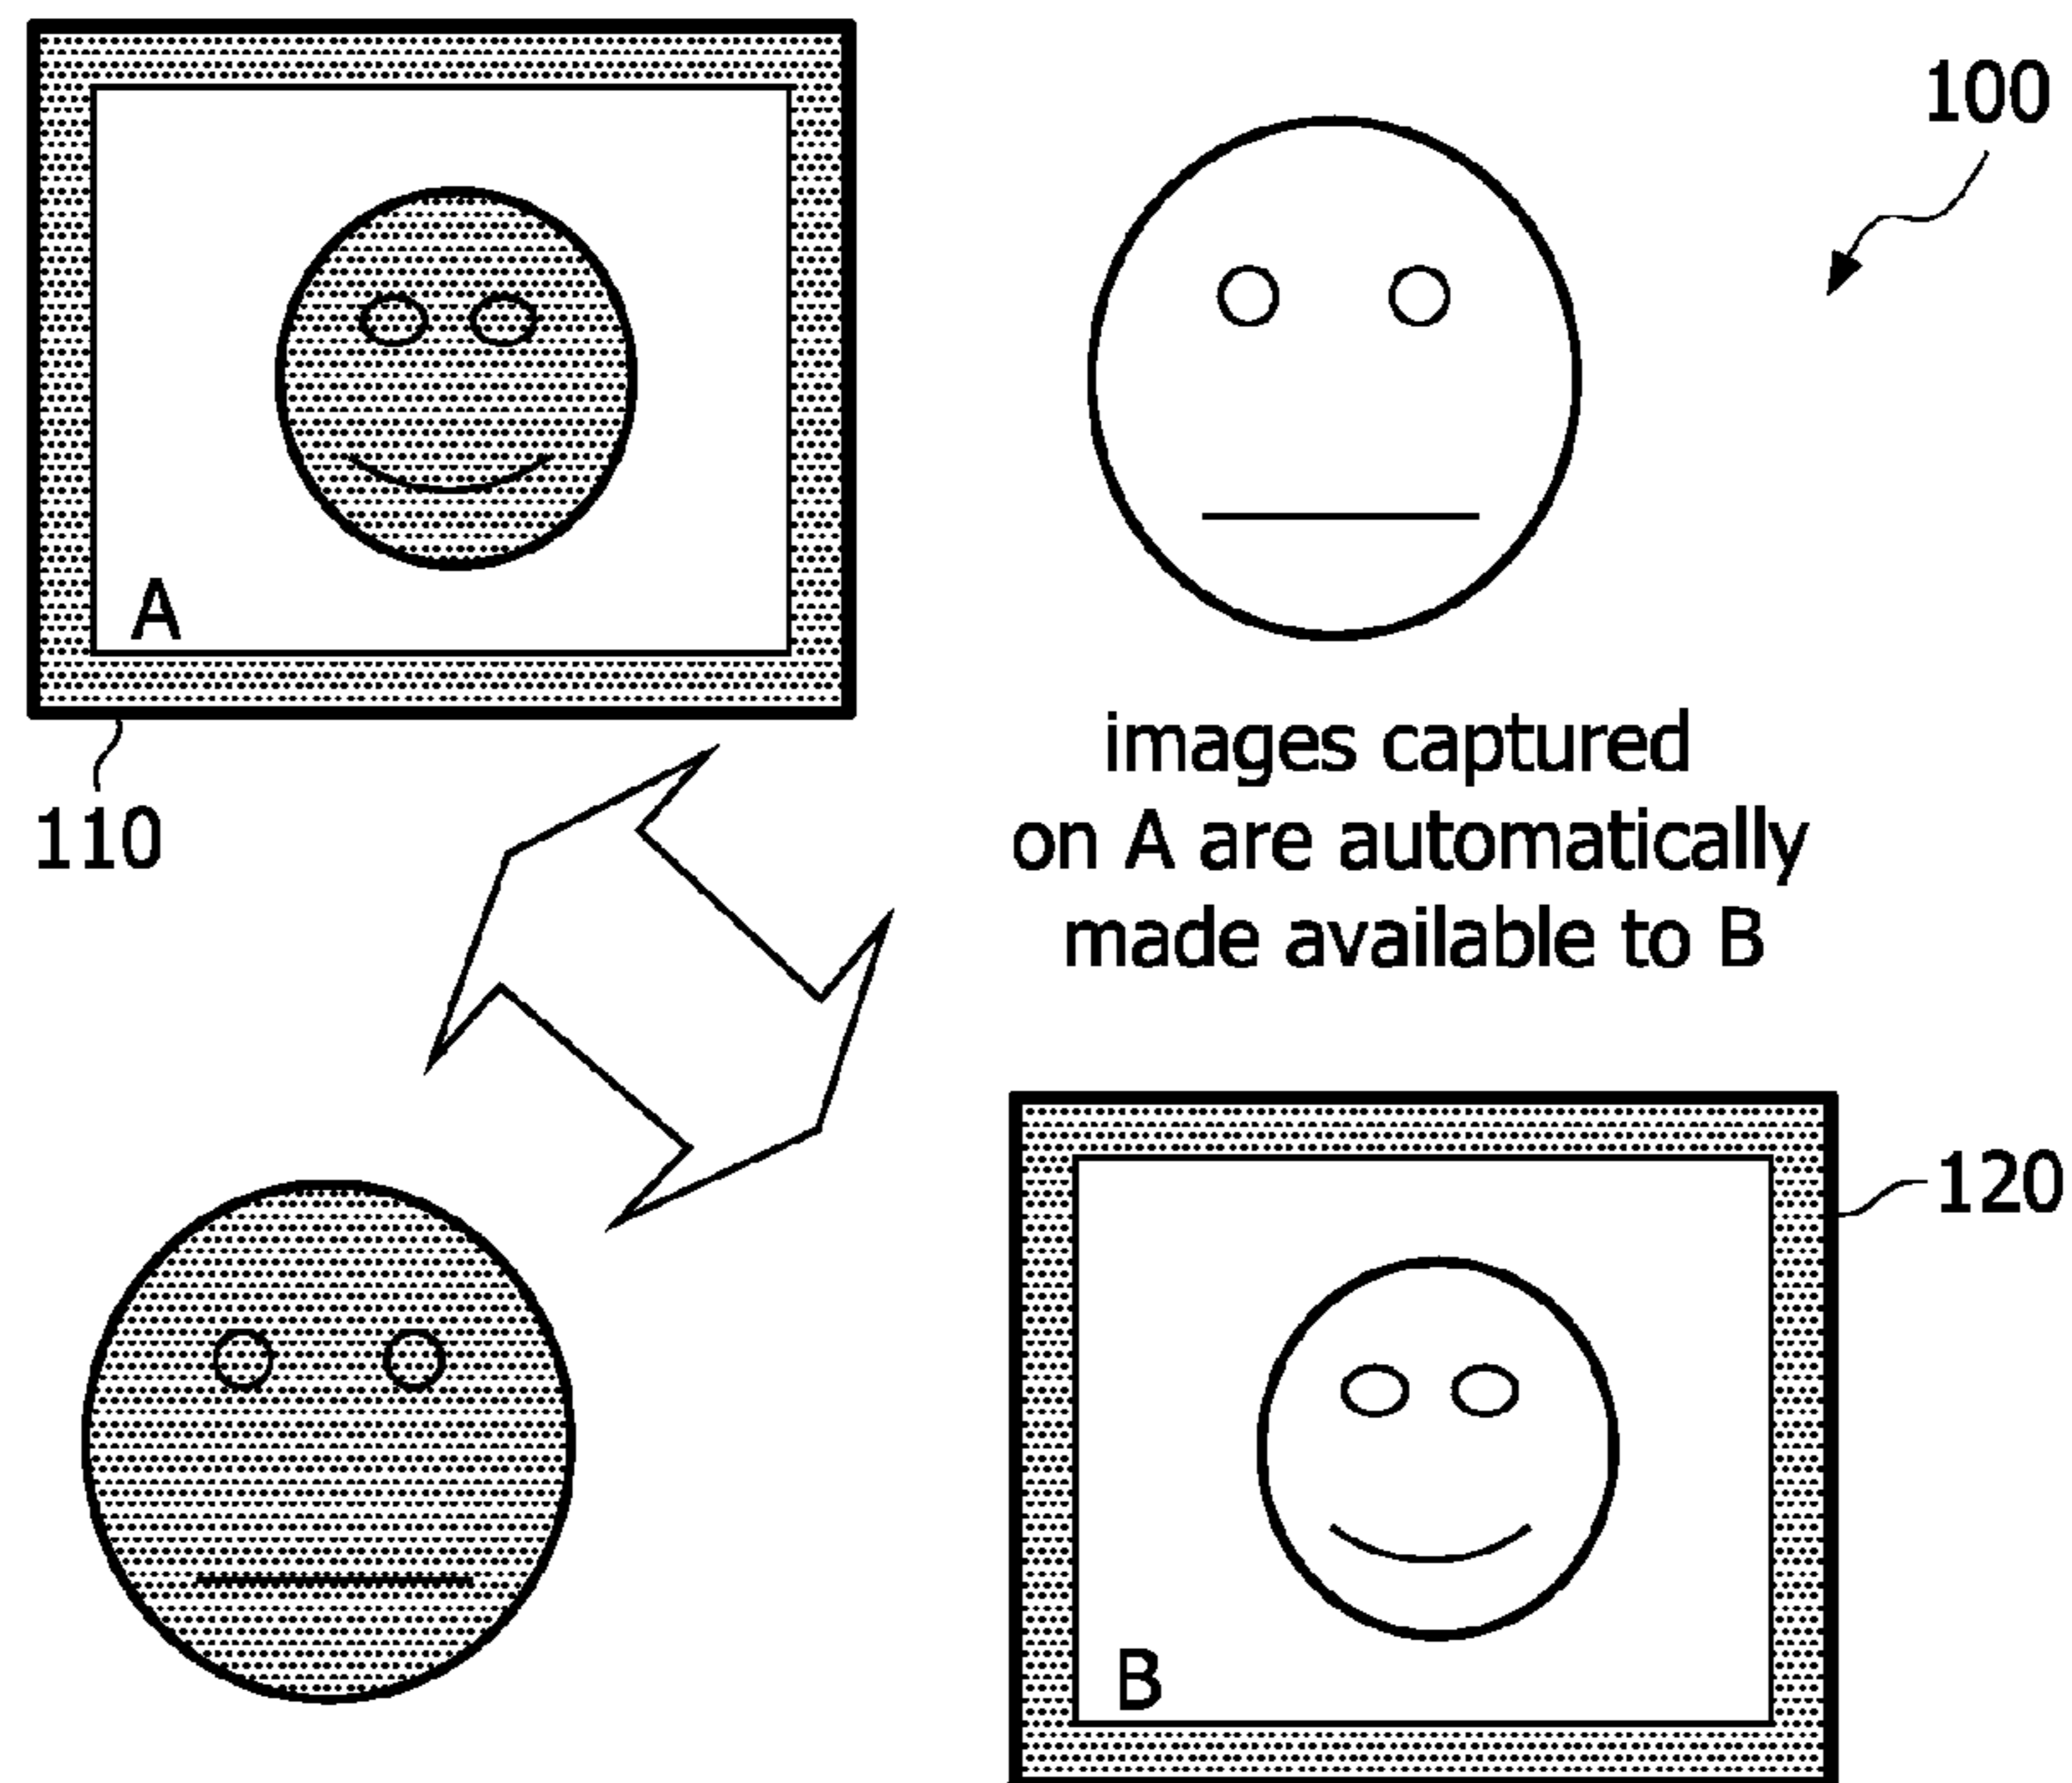 100
A
110
images captured
on A are automatically
made available to B
120
B